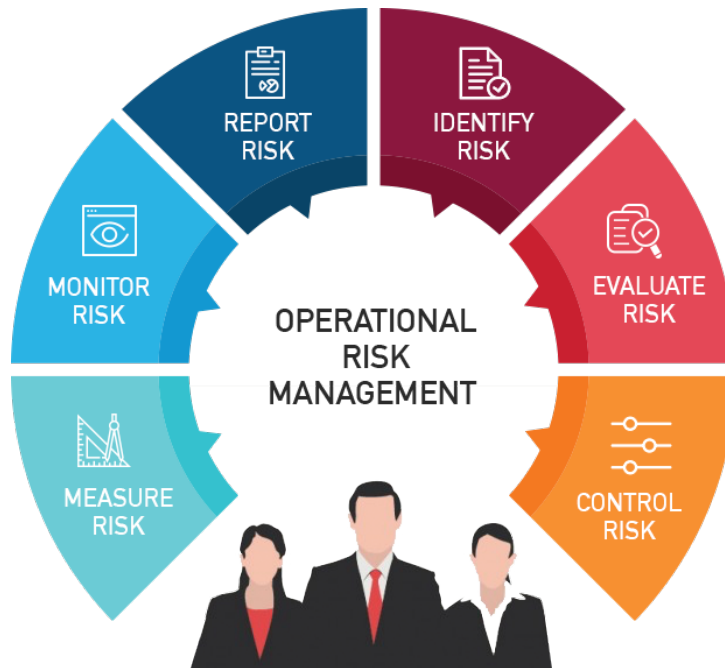 REPORT
RISK
IDENTIFY
RISK
MONITOR
RISK
EVALUATE
RISK
OPERATIONAL
RISK
MANAGEMENT
MEASURE
RISK
CONTROL
RISK